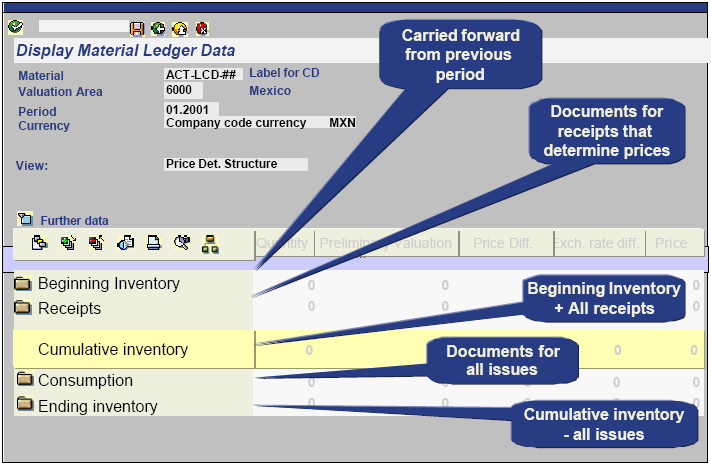 Display Material Ledger Data
Carried forward
from previous
period
Material ACT-LCD-## Label for CD
Valuation Area 6000 Mexico
Period 01.2001
Currency Company code currency MXN
Documents for
receipts that
determine prices
View: Price Det. Structure
Further data
Quantity Preliminary Valuation Price Diff. Exch. rate diff. Price
Beginning Inventory 0 0 0
Receipts 0 0 0
Beginning Inventory
+ All receipts
Cumulative inventory 0 0 0 0
Documents for
all issues
Consumption 0 0 0
Ending inventory 0 0
Cumulative inventory
- all issues